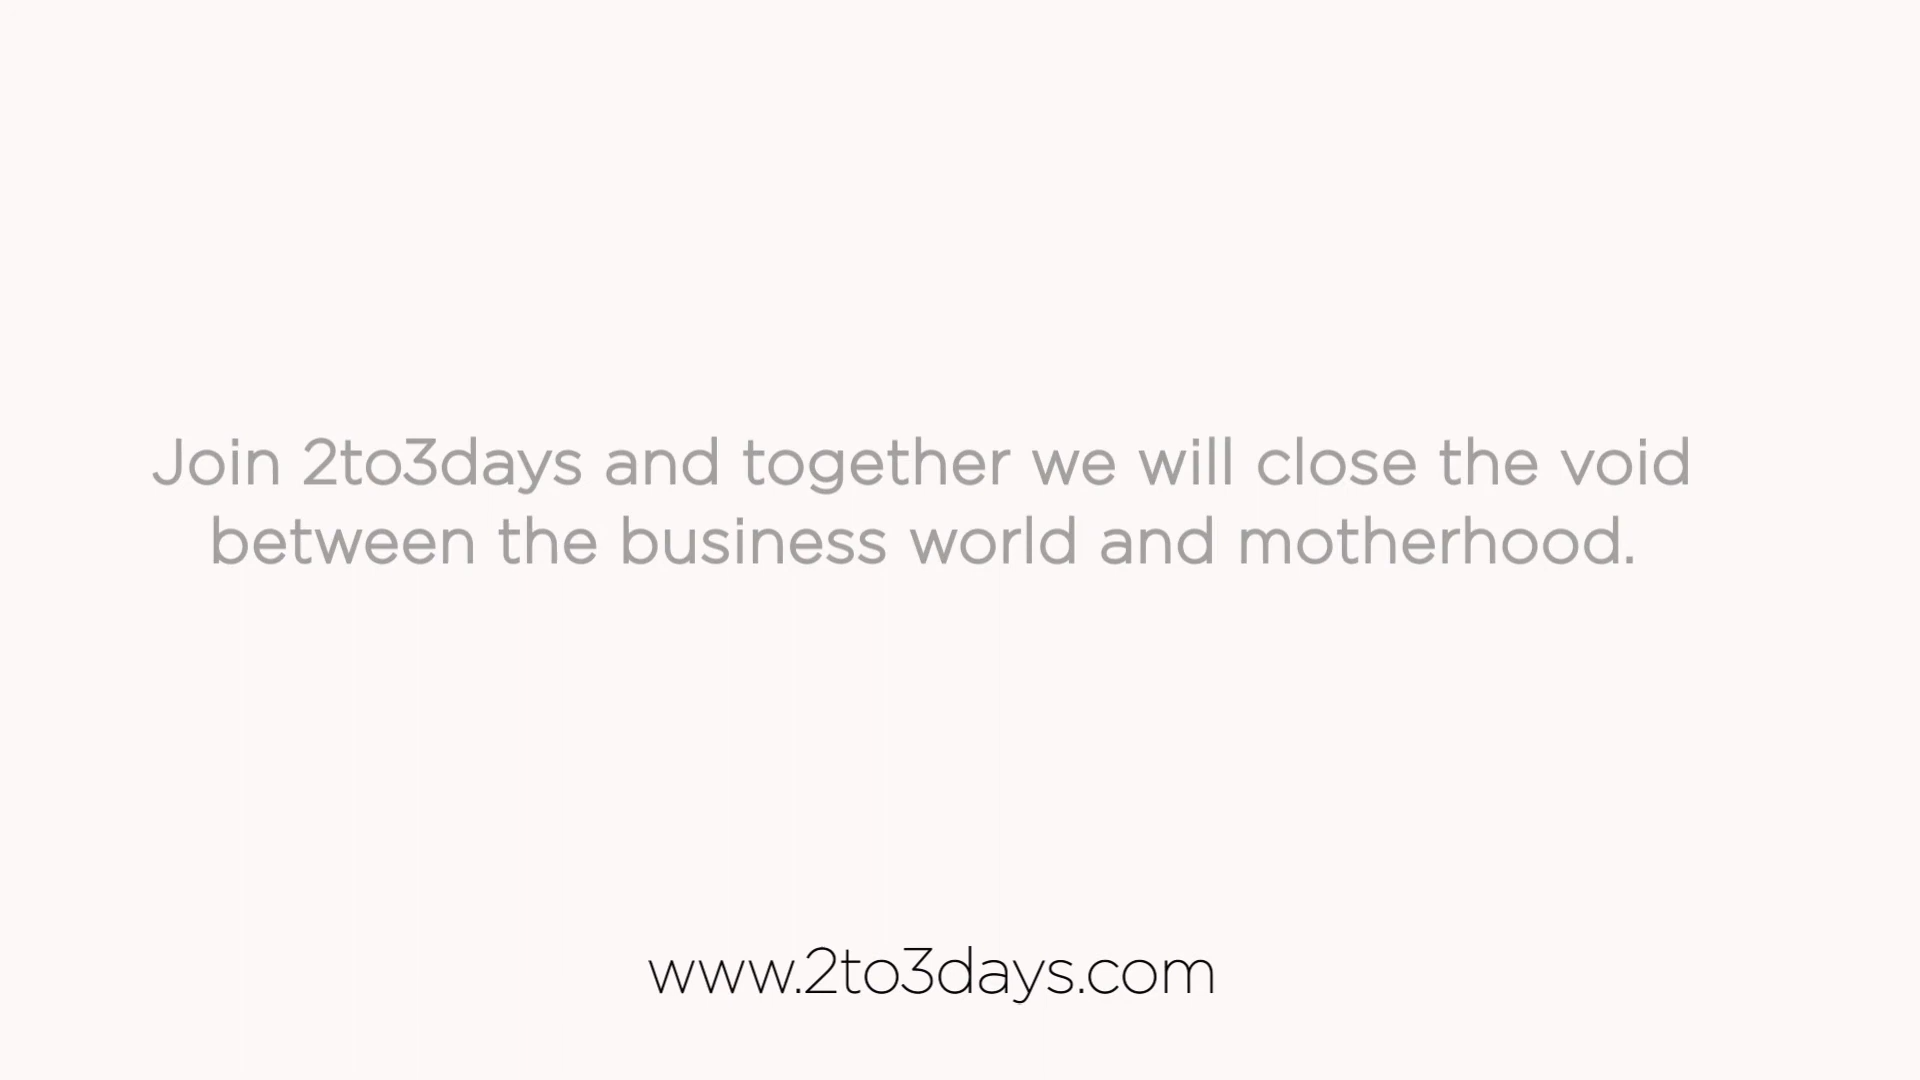 Join 2to3days and together we will close the void
between the business world and motherhood.
www.2to3days.com